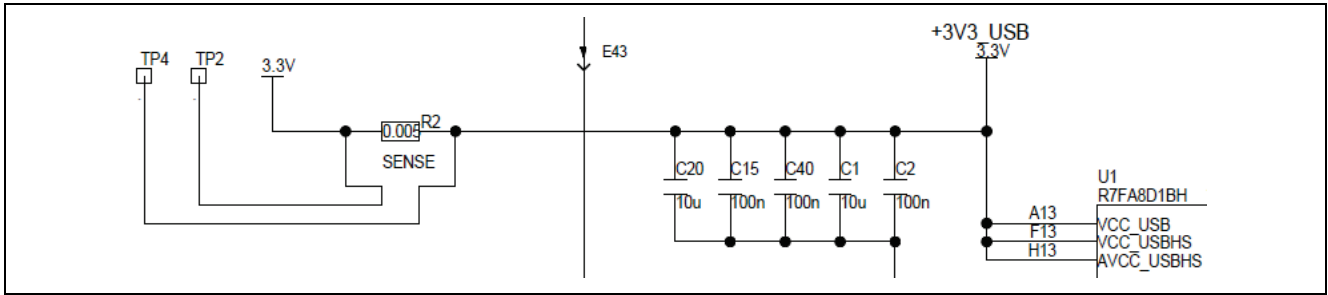 +3V3_USB
3.3V
E43
TP4
TP2
3.3V
0.005
R2
SENSE
C20
C15
C40
C1
C2
10u
100n
100n
10u
100n
U1
R7FA8D1BH
A13
VCC_USB
F13
VCC_USBHS
H13
AVCC_USBHS